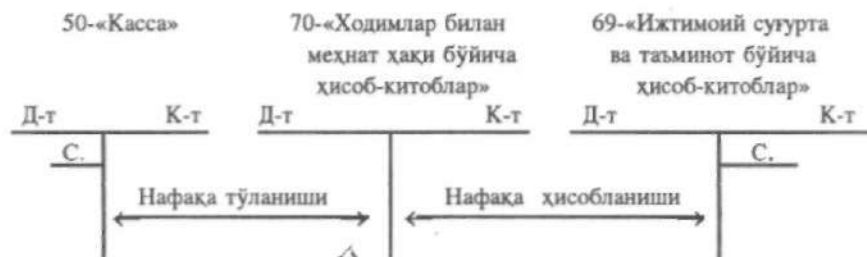 50-«Касса»
70-«Ходимлар билан
меҳнат ҳақи бўйича
ҳисоб-китоблар»
69-«Ижтимоий суғурта
ва таъминот бўйича
ҳисоб-китоблар»
Д-т К-т Д-т К-т Д-т К-т
С. С.
Нафақа тўланиши Нафақа ҳисобланиши